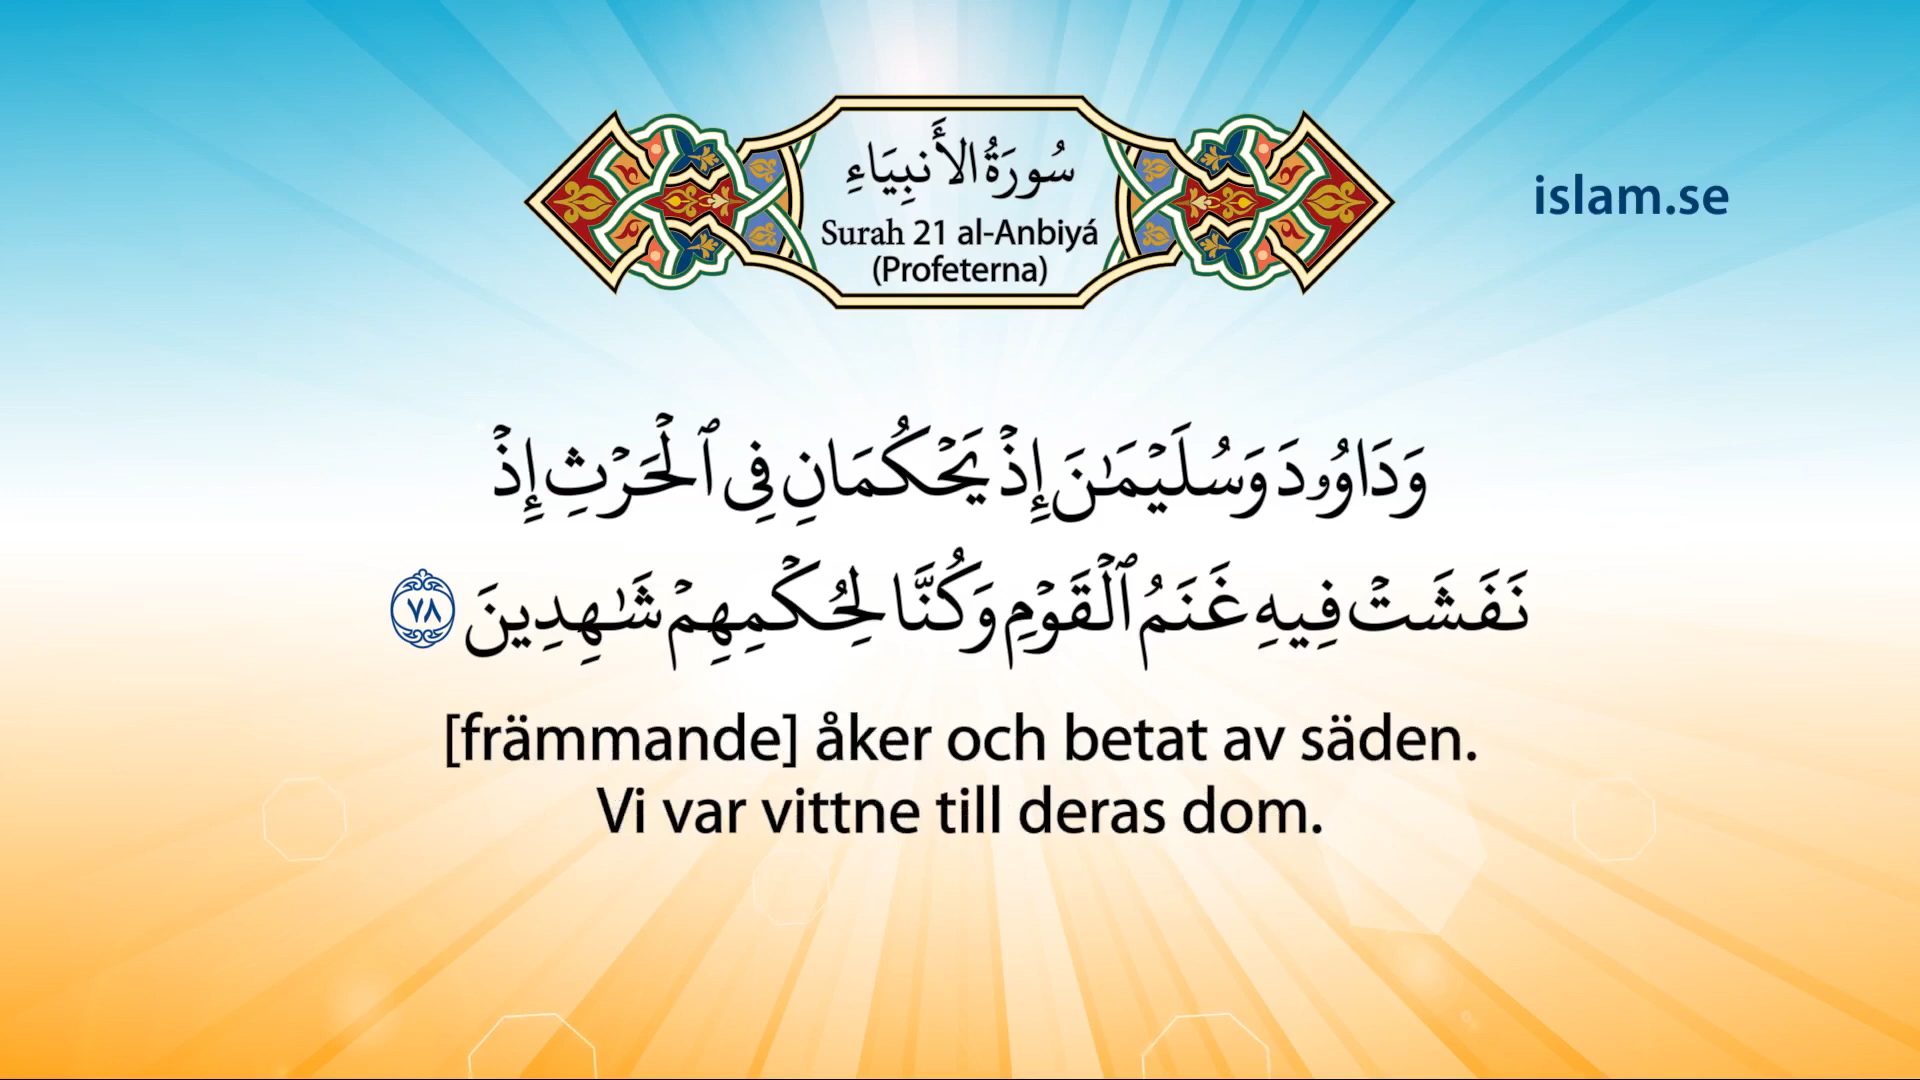 سُورَةُ الأَنبِيَاءِ
Surah 21 al-Anbiyá
(Profeterna)
islam.se
وَدَاوُۥدَ وَسُلَيْمَـٰنَ إِذْ يَحْكُمَانِ فِى ٱلْحَرْثِ إِذْ
نَفَشَتْ فِيهِ غَنَمُ ٱلْقَوْمِ وَكُنَّا لِحُكْمِهِمْ شَـٰهِدِينَ ٧٨
[främmande] åker och betat av säden.
Vi var vittne till deras dom.